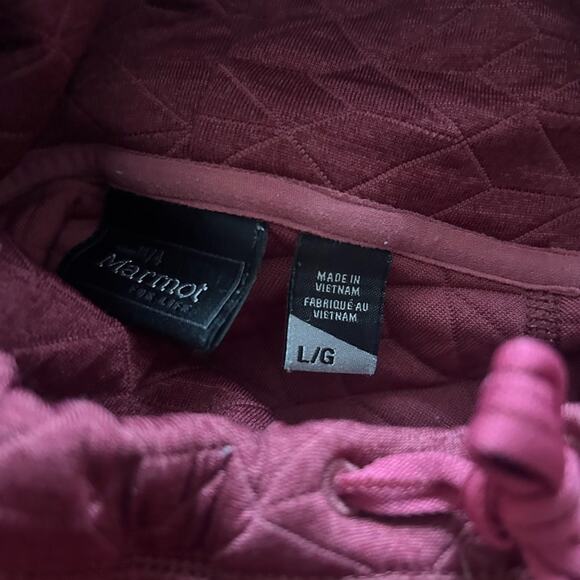 Marmot
FOR LIFE
MADE IN
VIETNAM
FABRIQUÉ AU
VIETNAM
L/G